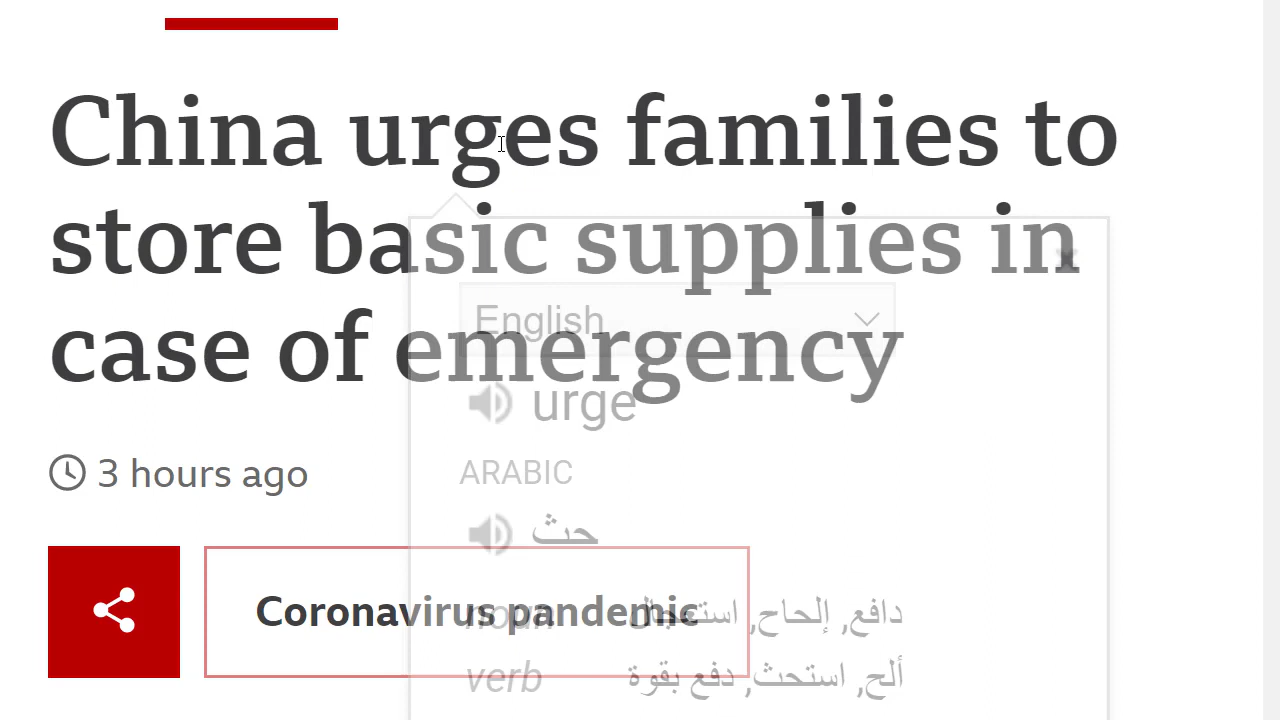 China urges families to
store basic supplies in
case of emergency
3 hours ago
Coronavirus pandemic
English
urge
ARABIC
حث
noun دافع, إلحاح, استعجال
verb ألح, استحث, دفع بقوة